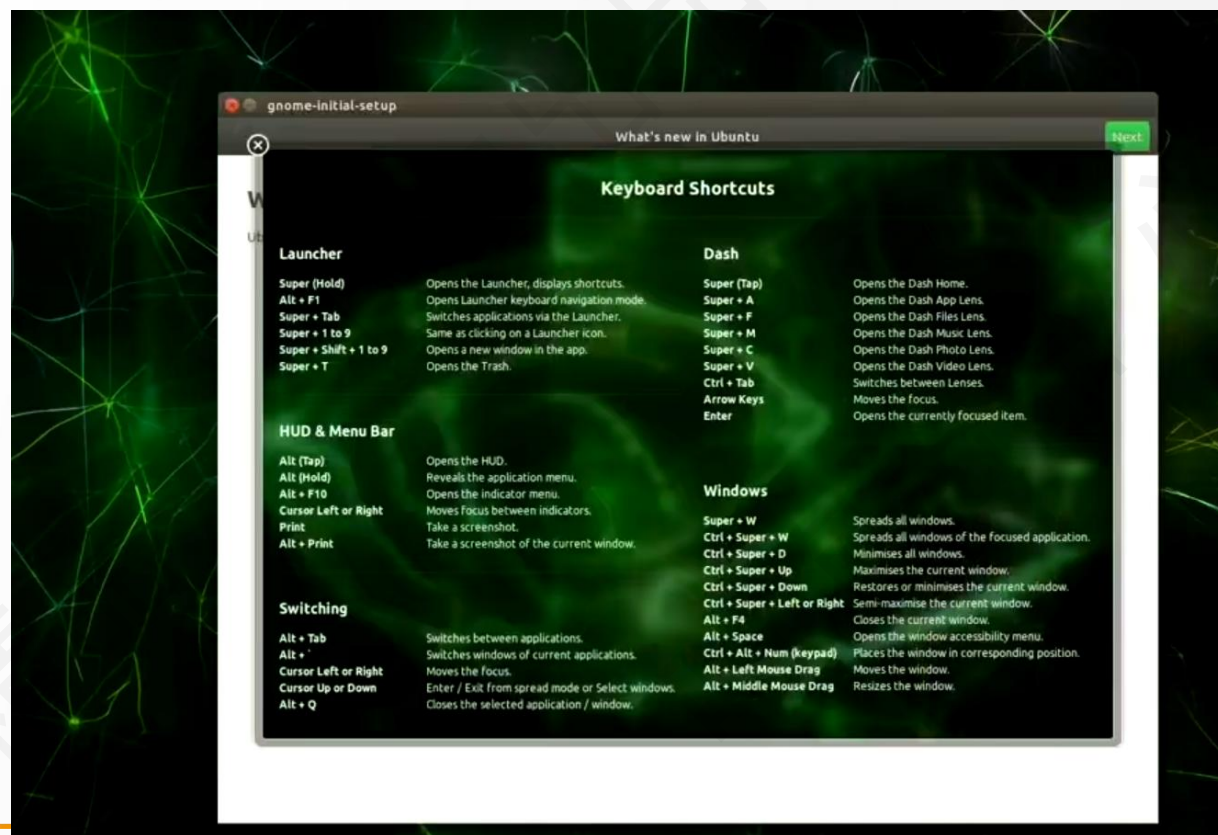 gnome-initial-setup
What's new in Ubuntu
Next
Keyboard Shortcuts
Launcher
Super (Hold) Opens the Launcher, displays shortcuts.
Alt + F1 Opens Launcher keyboard navigation mode.
Super + Tab Switches applications via the Launcher.
Super + 1 to 9 Same as clicking on a Launcher icon.
Super + Shift + 1 to 9 Opens a new window in the app.
Super + T Opens the Trash.
HUD & Menu Bar
Alt (Tap) Opens the HUD.
Alt (Hold) Reveals the application menu.
Alt + F10 Opens the indicator menu.
Cursor Left or Right Moves focus between indicators.
Print Take a screenshot.
Alt + Print Take a screenshot of the current window.
Switching
Alt + Tab Switches between applications.
Alt + ` Switches windows of current applications.
Cursor Left or Right Moves the focus.
Cursor Up or Down Enter / Exit from spread mode or Select windows.
Alt + Q Closes the selected application / window.
Dash
Super (Tap) Opens the Dash Home.
Super + A Opens the Dash App Lens.
Super + F Opens the Dash Files Lens.
Super + M Opens the Dash Music Lens.
Super + C Opens the Dash Photo Lens.
Super + V Opens the Dash Video Lens.
Ctrl + Tab Switches between Lenses.
Arrow Keys Moves the focus.
Enter Opens the currently focused item.
Windows
Super + W Spreads all windows.
Ctrl + Super + W Spreads all windows of the focused application.
Ctrl + Super + D Minimises all windows.
Ctrl + Super + Up Maximises the current window.
Ctrl + Super + Down Restores or minimises the current window.
Ctrl + Super + Left or Right Semi-maximise the current window.
Alt + F4 Closes the current window.
Alt + Space Opens the window accessibility menu.
Ctrl + Alt + Num (keypad) Places the window in corresponding position.
Alt + Left Mouse Drag Moves the window.
Alt + Middle Mouse Drag Resizes the window.